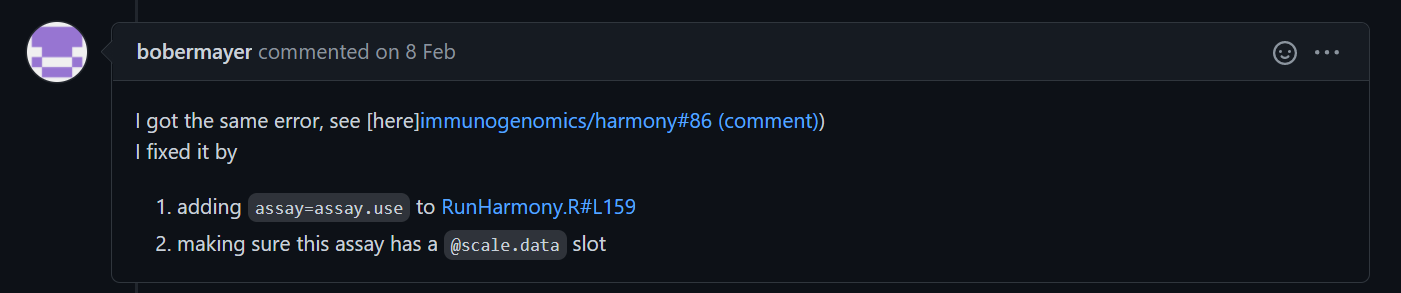 bobermayer commented on 8 Feb
I got the same error, see [here]immunogenomics/harmony#86 (comment))
I fixed it by
1. adding assay=assay.use to RunHarmony.R#L159
2. making sure this assay has a @scale.data slot